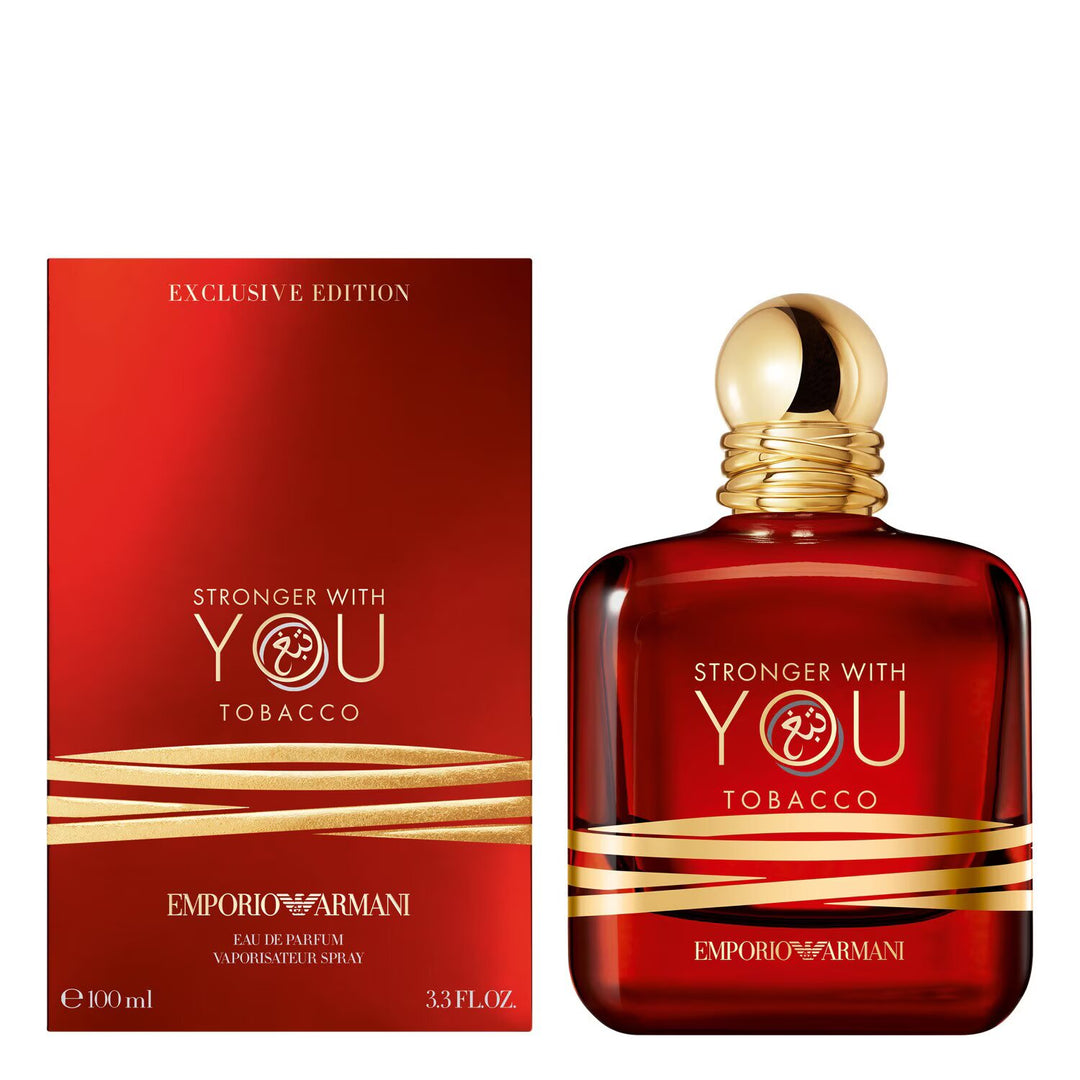 EXCLUSIVE EDITION
STRONGER WITH
YOU
تبغ
TOBACCO
EMPORIO ARMANI
EAU DE PARFUM
VAPORISATEUR SPRAY
℮ 100 ml 3.3 FL.OZ.
STRONGER WITH
YOU
تبغ
TOBACCO
EMPORIO ARMANI